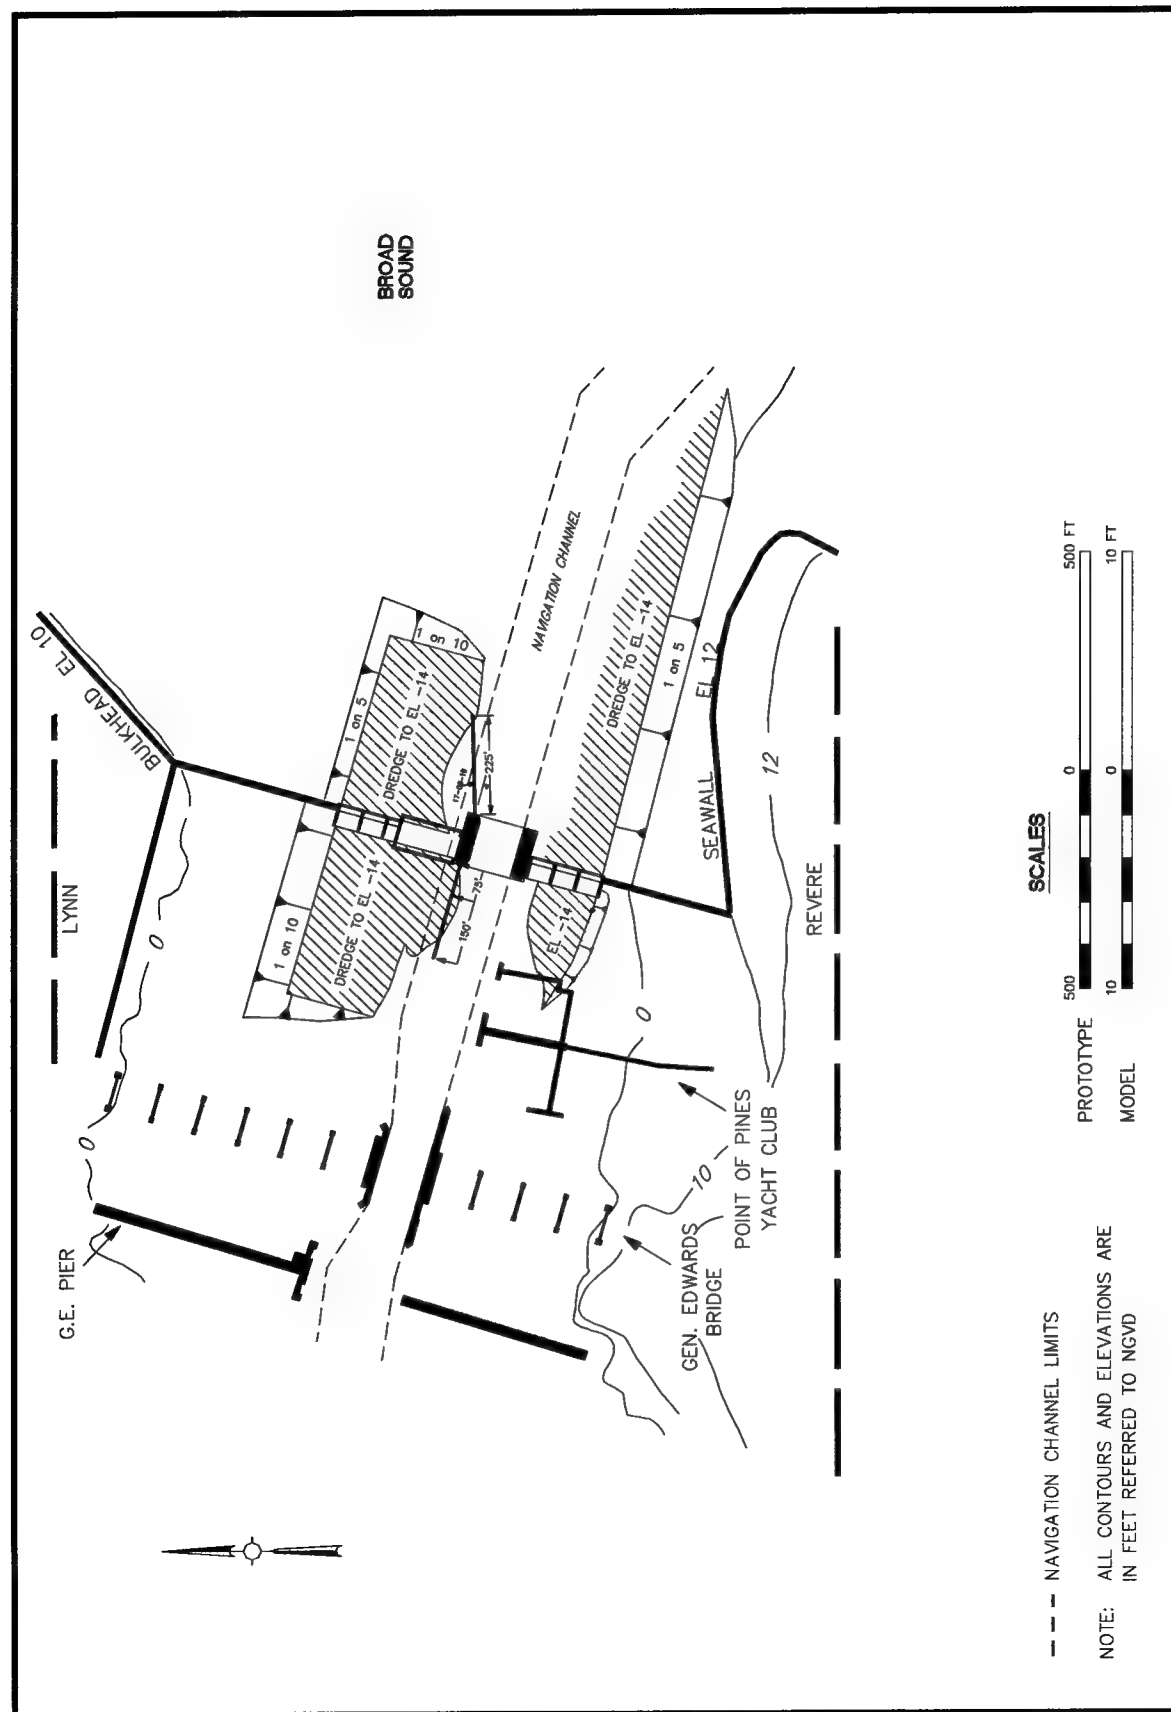 BROAD
SOUND
BULKHEAD EL 10
LYNN
0
0
G.E. PIER
1 on 10
DREDGE TO EL -14
1 on 5
DREDGE TO EL -14
1 on 10
225'
75'
150'
NAVIGATION CHANNEL
DREDGE TO EL -14
1 on 5
EL -14
SEAWALL EL 12
12
0
10
REVERE
POINT OF PINES
YACHT CLUB
GEN. EDWARDS
BRIDGE
SCALES
PROTOTYPE 500 0 500 FT
MODEL 10 0 10 FT
NAVIGATION CHANNEL LIMITS
NOTE: ALL CONTOURS AND ELEVATIONS ARE
IN FEET REFERRED TO NGVD